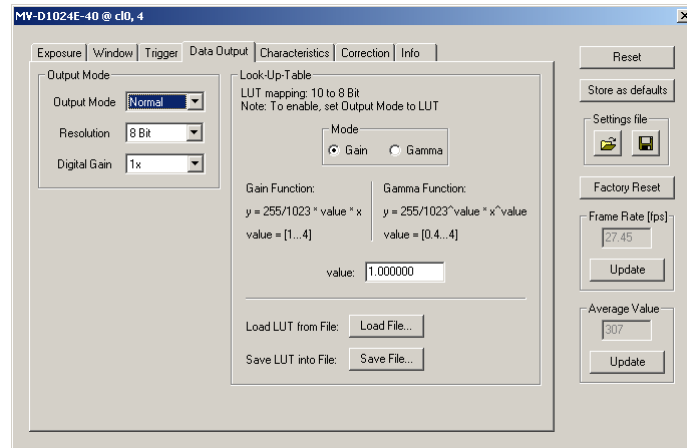 MV-D1024E-40 @ cl0, 4
Exposure
Window
Trigger
Data Output
Characteristics
Correction
Info
Output Mode
Output Mode Normal
Resolution 8 Bit
Digital Gain 1x
Look-Up-Table
LUT mapping: 10 to 8 Bit
Note: To enable, set Output Mode to LUT
Mode
Gain
Gamma
Gain Function:
y = 255/1023 * value * x
value = [1...4]
Gamma Function:
y = 255/1023^value * x^value
value = [0.4...4]
value: 1.000000
Load LUT from File: Load File...
Save LUT into File: Save File...
Reset
Store as defaults
Settings file
Factory Reset
Frame Rate [fps]
27.45
Update
Average Value
307
Update